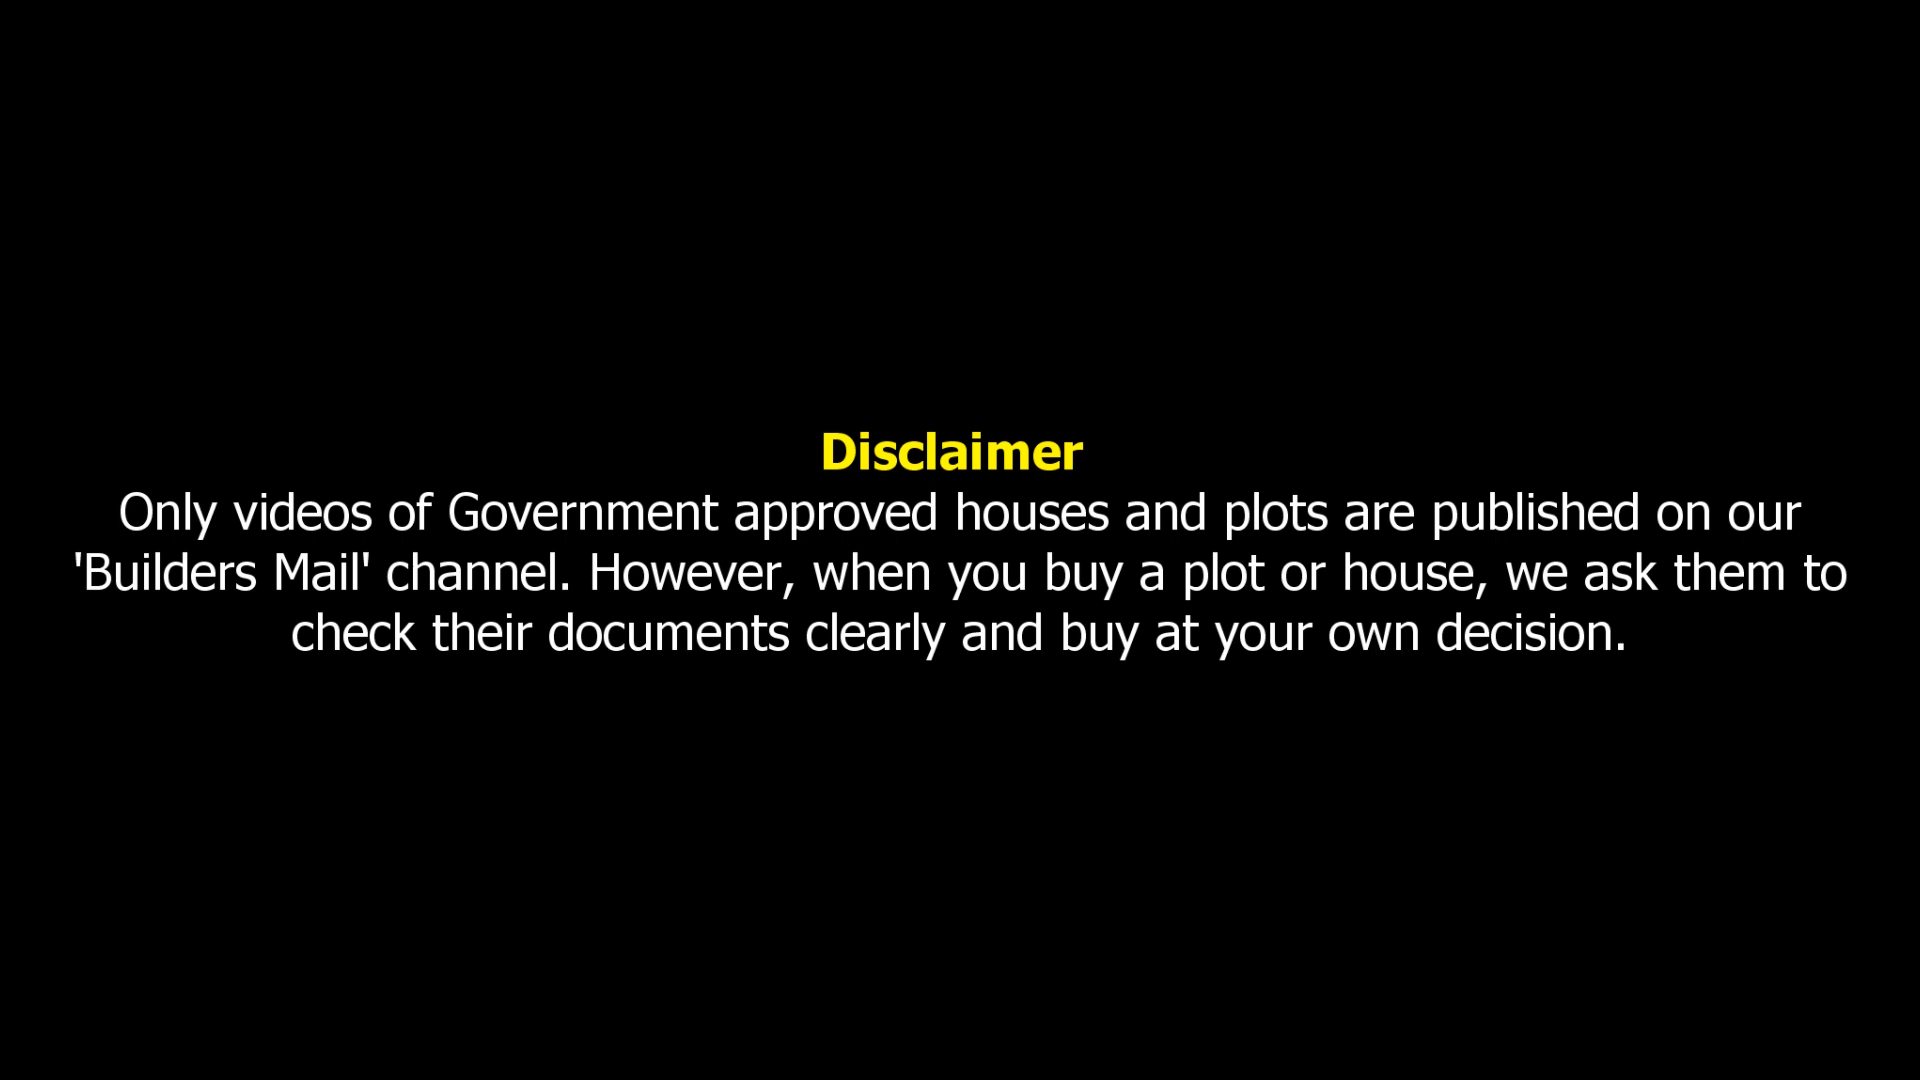 Disclaimer
Only videos of Government approved houses and plots are published on our
'Builders Mail' channel. However, when you buy a plot or house, we ask them to
check their documents clearly and buy at your own decision.